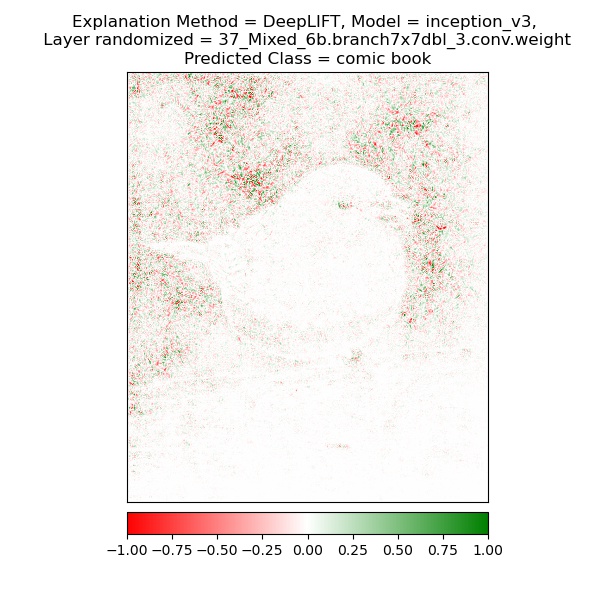 Explanation Method = DeepLIFT, Model = inception_v3,
Layer randomized = 37_Mixed_6b.branch7x7dbl_3.conv.weight
Predicted Class = comic book
−1.00 −0.75 −0.50 −0.25 0.00 0.25 0.50 0.75 1.00